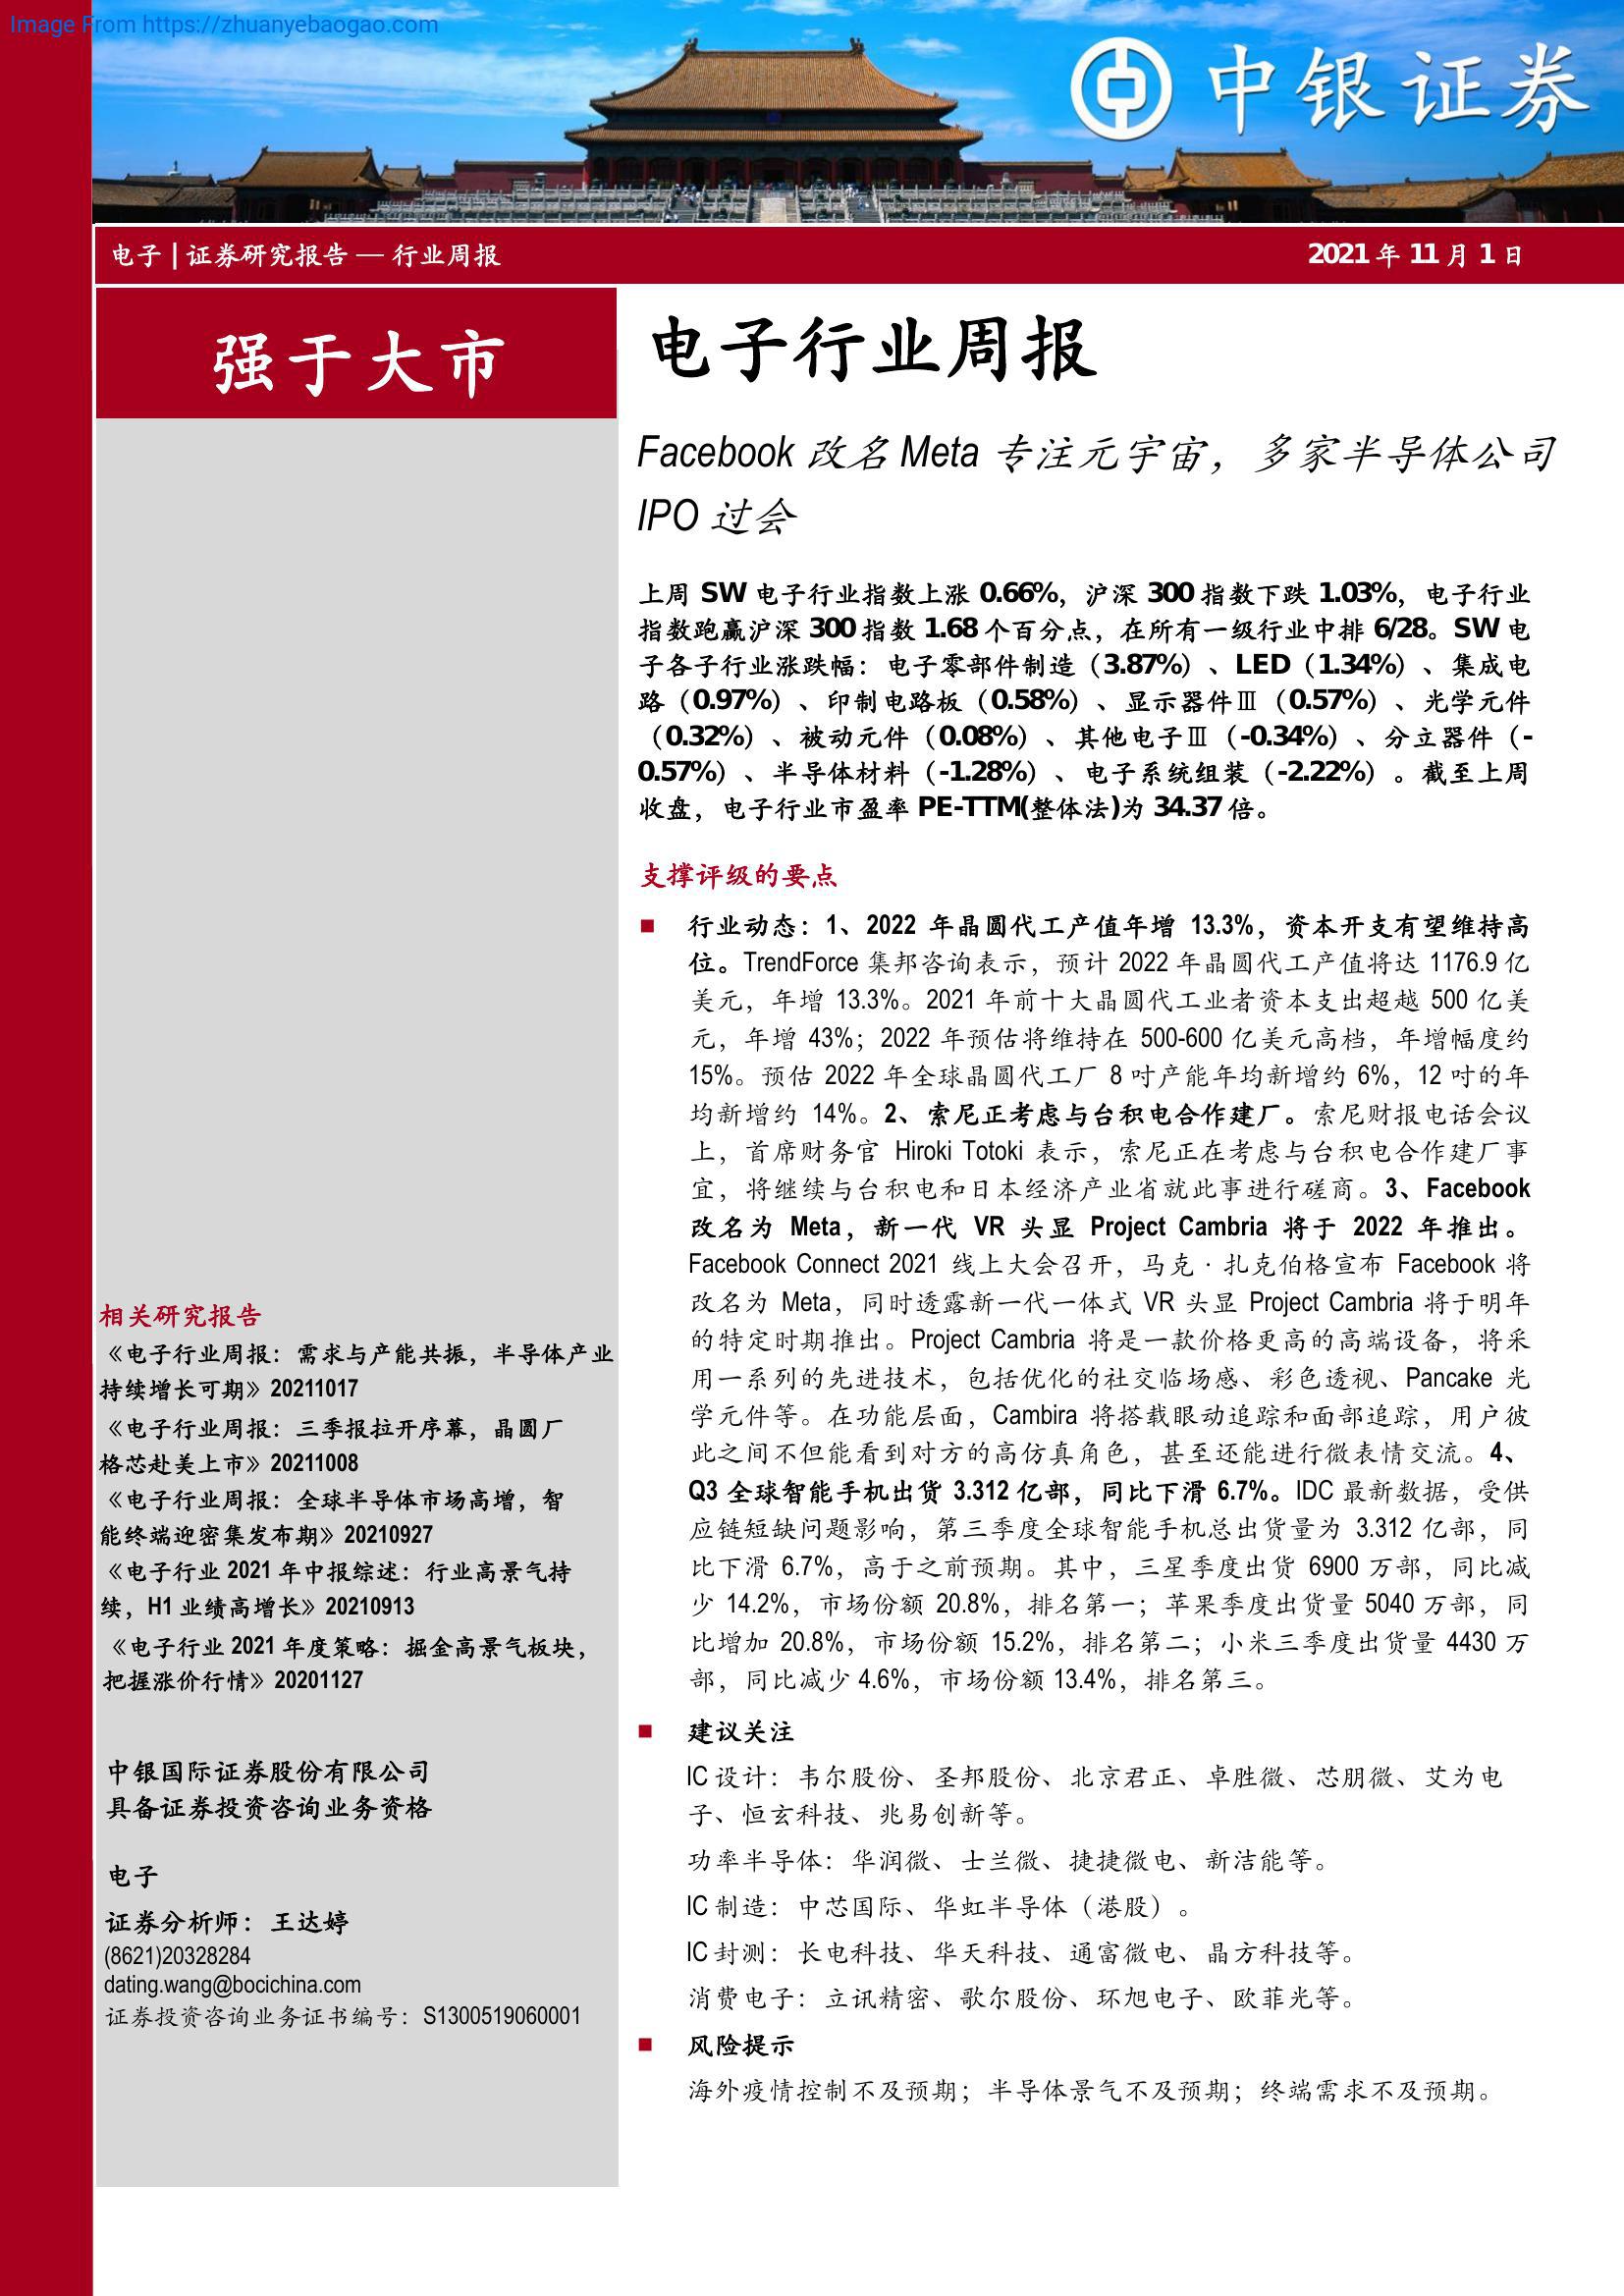 Image From https://zhuanyebaogao.com
中银证券
电子 | 证券研究报告 — 行业周报
2021 年 11 月 1 日
强于大市
电子行业周报
Facebook 改名 Meta 专注元宇宙，多家半导体公司
IPO 过会
上周 SW 电子行业指数上涨 0.66%，沪深 300 指数下跌 1.03%，电子行业
指数跑赢沪深 300 指数 1.68 个百分点，在所有一级行业中排 6/28。SW 电
子各子行业涨跌幅：电子零部件制造（3.87%）、LED（1.34%）、集成电
路（0.97%）、印制电路板（0.58%）、显示器件Ⅲ（0.57%）、光学元件
（0.32%）、被动元件（0.08%）、其他电子Ⅲ（-0.34%）、分立器件（-
0.57%）、半导体材料（-1.28%）、电子系统组装（-2.22%）。截至上周
收盘，电子行业市盈率 PE-TTM(整体法)为 34.37 倍。
支撑评级的要点
行业动态：1、2022 年晶圆代工产值年增 13.3%，资本开支有望维持高
位。TrendForce 集邦咨询表示，预计 2022 年晶圆代工产值将达 1176.9 亿
美元，年增 13.3%。2021 年前十大晶圆代工业者资本支出超越 500 亿美
元，年增 43%；2022 年预估将维持在 500-600 亿美元高档，年增幅度约
15%。预估 2022 年全球晶圆代工厂 8 吋产能年均新增约 6%，12 吋的年
均新增约 14%。2、索尼正考虑与台积电合作建厂。索尼财报电话会议
上，首席财务官 Hiroki Totoki 表示，索尼正在考虑与台积电合作建厂事
宜，将继续与台积电和日本经济产业省就此事进行磋商。3、Facebook
改名为 Meta，新一代 VR 头显 Project Cambria 将于 2022 年推出。
Facebook Connect 2021 线上大会召开，马克·扎克伯格宣布 Facebook 将
改名为 Meta，同时透露新一代一体式 VR 头显 Project Cambria 将于明年
的特定时期推出。Project Cambria 将是一款价格更高的高端设备，将采
用一系列的先进技术，包括优化的社交临场感、彩色透视、Pancake 光
学元件等。在功能层面，Cambira 将搭载眼动追踪和面部追踪，用户彼
此之间不但能看到对方的高仿真角色，甚至还能进行微表情交流。4、
Q3 全球智能手机出货 3.312 亿部，同比下滑 6.7%。IDC 最新数据，受供
应链短缺问题影响，第三季度全球智能手机总出货量为 3.312 亿部，同
比下滑 6.7%，高于之前预期。其中，三星季度出货 6900 万部，同比减
少 14.2%，市场份额 20.8%，排名第一；苹果季度出货量 5040 万部，同
比增加 20.8%，市场份额 15.2%，排名第二；小米三季度出货量 4430 万
部，同比减少 4.6%，市场份额 13.4%，排名第三。
建议关注
IC 设计：韦尔股份、圣邦股份、北京君正、卓胜微、芯朋微、艾为电
子、恒玄科技、兆易创新等。
功率半导体：华润微、士兰微、捷捷微电、新洁能等。
IC 制造：中芯国际、华虹半导体（港股）。
IC 封测：长电科技、华天科技、通富微电、晶方科技等。
消费电子：立讯精密、歌尔股份、环旭电子、欧菲光等。
风险提示
海外疫情控制不及预期；半导体景气不及预期；终端需求不及预期。
相关研究报告
《电子行业周报：需求与产能共振，半导体产业
持续增长可期》20211017
《电子行业周报：三季报拉开序幕，晶圆厂
格芯赴美上市》20211008
《电子行业周报：全球半导体市场高增，智
能终端迎密集发布期》20210927
《电子行业 2021 年中报综述：行业高景气持
续，H1 业绩高增长》20210913
《电子行业 2021 年度策略：掘金高景气板块，
把握涨价行情》20201127
中银国际证券股份有限公司
具备证券投资咨询业务资格
电子
证券分析师：王达婷
(8621)20328284
dating.wang@bocichina.com
证券投资咨询业务证书编号：S1300519060001